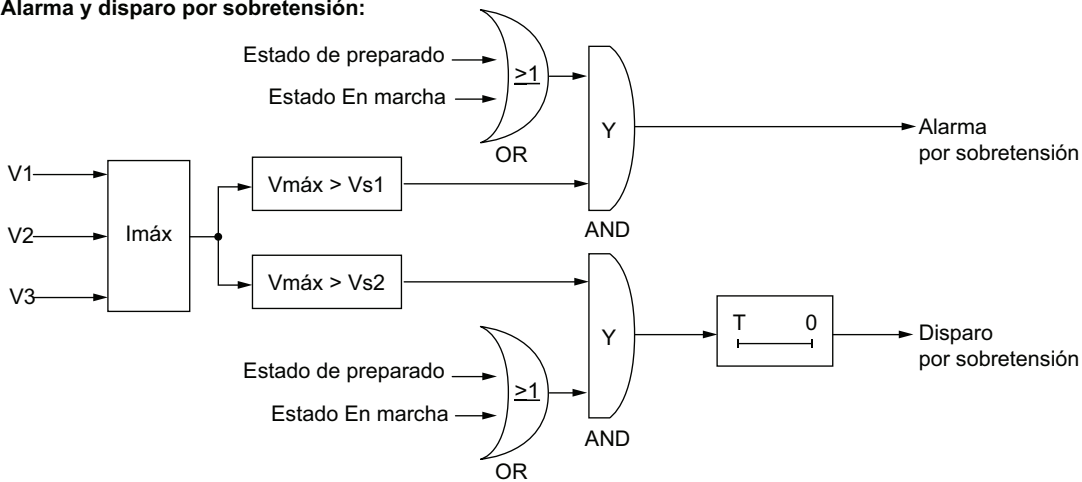 Alarma y disparo por sobretensión:
Estado de preparado
Estado En marcha
≥1
OR
Y
AND
Alarma
por sobretensión
V1
V2
V3
Imáx
Vmáx > Vs1
Vmáx > Vs2
Y
AND
T 0
Disparo
por sobretensión
Estado de preparado
Estado En marcha
≥1
OR